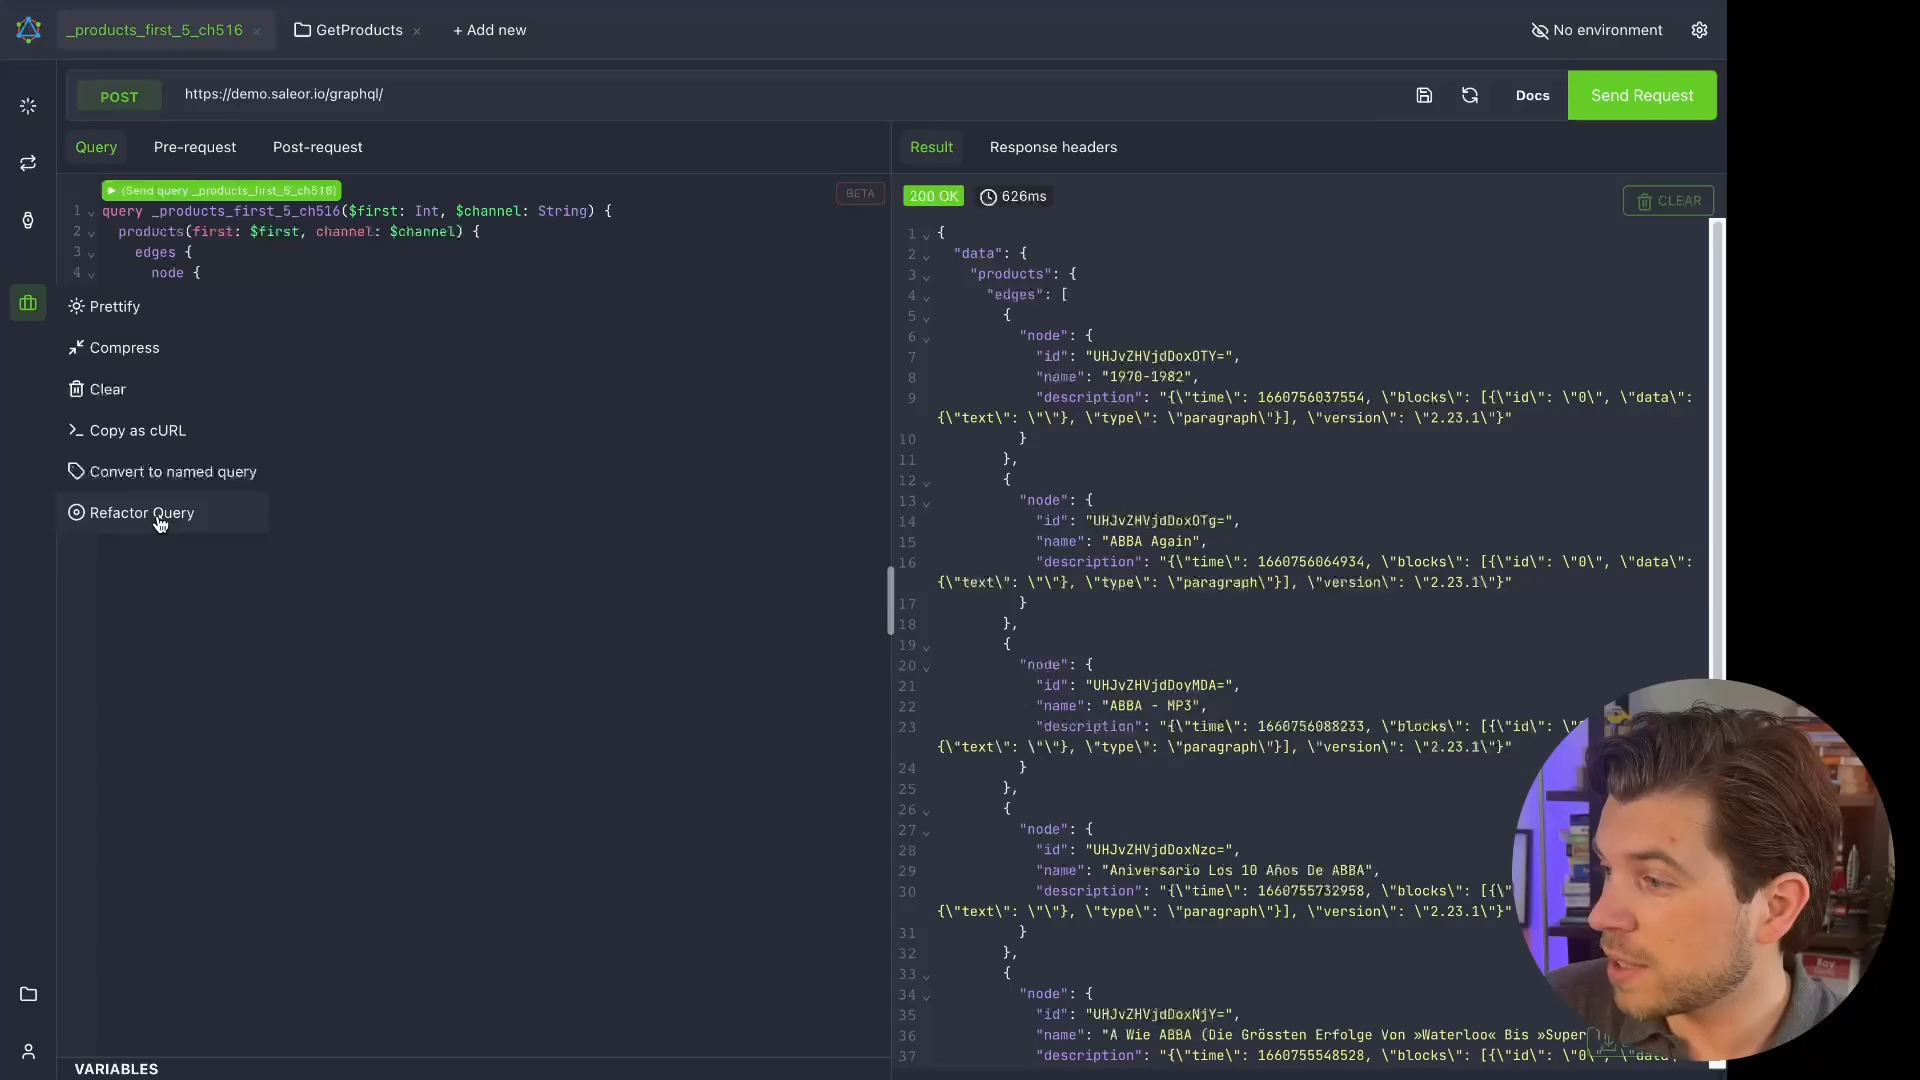 _products_first_5_ch516
GetProducts
+ Add new
No environment
POST
https://demo.saleor.io/graphql/
Docs
Send Request
Query
Pre-request
Post-request
(Send query _products_first_5_ch516)
BETA
1 query _products_first_5_ch516($first: Int, $channel: String) {
2 products(first: $first, channel: $channel) {
3 edges {
4 node {
Prettify
Compress
Clear
Copy as cURL
Convert to named query
Refactor Query
VARIABLES
Result
Response headers
200 OK
626ms
CLEAR
1 {
2 "data": {
3 "products": {
4 "edges": [
5 {
6 "node": {
7 "id": "UHJvZHVjdDoxOTY=",
8 "name": "1970-1982",
9 "description": "{\"time\": 1660756037554, \"blocks\": [{\"id\": \"0\", \"data\":
{\"text\": \"\"}, \"type\": \"paragraph\"}], \"version\": \"2.23.1\"}"
10 }
11 },
12 {
13 "node": {
14 "id": "UHJvZHVjdDoxOTg=",
15 "name": "ABBA Again",
16 "description": "{\"time\": 1660756064934, \"blocks\": [{\"id\": \"0\", \"data\":
{\"text\": \"\"}, \"type\": \"paragraph\"}], \"version\": \"2.23.1\"}"
17 }
18 },
19 {
20 "node": {
21 "id": "UHJvZHVjdDoyMDA=",
22 "name": "ABBA - MP3",
23 "description": "{\"time\": 1660756088233, \"blocks\": [{\"id\": \"
{\"text\": \"\"}, \"type\": \"paragraph\"}], \"version\": \"2.23.1\"}"
24 }
25 },
26 {
27 "node": {
28 "id": "UHJvZHVjdDoxNzc=",
29 "name": "Aniversario Los 10 Años De ABBA",
30 "description": "{\"time\": 1660755732958, \"blocks\": [{\"
{\"text\": \"\"}, \"type\": \"paragraph\"}], \"version\": \"2.23.1\"}"
31 }
32 },
33 {
34 "node": {
35 "id": "UHJvZHVjdDoxNjY=",
36 "name": "A Wie ABBA (Die Grössten Erfolge Von »Waterloo« Bis »Super
37 "description": "{\"time\": 1660755548528, \"blocks\": [{\"id\": \"0\", \"data\":